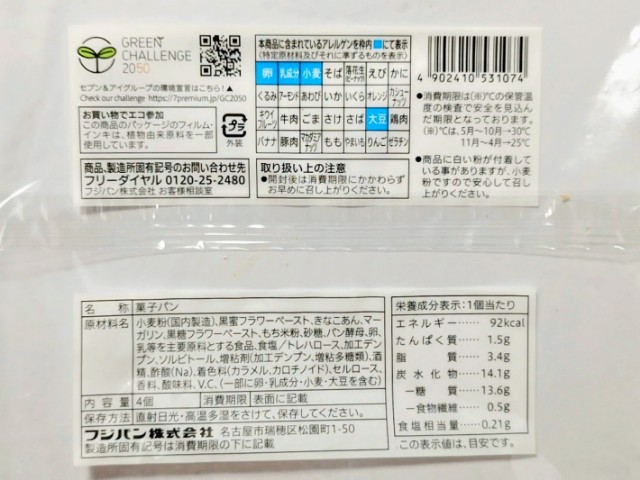 GREEN
CHALLENGE
2050
セブン&アイグループの環境宣言はこちら!▲
Check our challenge https://7premium.jp/GC2050
お買い物でエコ参加
この商品のパッケージのフィルム・
インキは、植物由来原料を一部
使用しています。
プラ
外装
商品、製造所固有記号のお問い合わせ先
フリーダイヤル 0120-25-2480
フジパン株式会社 お客様相談室
本商品に含まれているアレルゲンを枠内■にて表示
(特定原材料及びそれに準ずるものを表示)
卵 乳成分 小麦 そば 落花生(ピーナッツ) えび かに
くるみ アーモンド あわび いか いくら オレンジ カシューナッツ
キウイフルーツ 牛肉 ごま さけ さば 大豆 鶏肉
バナナ 豚肉 マカダミアナッツ もも やまいも りんご ゼラチン
取り扱い上の注意
●開封後は消費期限にかかわらず
お早めに召し上がりください。
4 902410 531074
●消費期限は(※)℃の保管温
度の検査で安全を見込ん
だ期限となっております。
(※)℃は、5月〜10月→30℃
11月〜4月→25℃
●商品に白い粉が付着して
いる事がありますが、小麦
粉ですので安心して召し
上がりください。
名称 菓子パン
原材料名 小麦粉(国内製造)、黒蜜フラワーペースト、きなこあん、マー
ガリン、黒糖フラワーペースト、もち米粉、砂糖、パン酵母、卵、
乳等を主要原料とする食品、食塩/トレハロース、加工デン
プン、ソルビトール、増粘剤(加工デンプン、増粘多糖類)、酒
精、酢酸(Na)、着色料(カラメル、カロチノイド)、セルロース、
香料、酸味料、V.C、(一部に卵・乳成分・小麦・大豆を含む)
内容量 4個 消費期限 表面に記載
保存方法 直射日光・高温多湿をさけて、保存してください。
フジパン株式会社 名古屋市瑞穂区松園町1-50
製造所固有記号は消費期限の下に記載
栄養成分表示:1個当たり
エネルギー 92kcal
たんぱく質 1.5g
脂質 3.4g
炭水化物 14.1g
―糖質 13.6g
―食物繊維 0.5g
食塩相当量 0.21g
この表示値は、目安です。